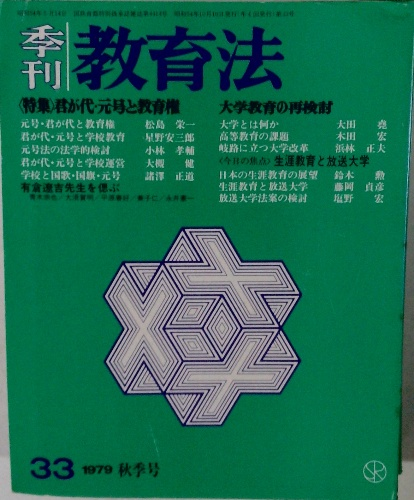 季刊 教育法
〈特集〉君が代・元号と教育権
元号・君が代と教育権 松島 栄一
君が代・元号と学校教育 星野安三郎
元号法の法学的検討 小林 孝輔
君が代・元号と学校運営 大槻 健
学校と国歌・国旗・元号 諸澤 正道
有倉遼吉先生を偲ぶ
大学教育の再検討
大学とは何か 大田 堯
高等教育の課題 木田 宏
岐路に立つ大学改革 浜林 正夫
〈今日の焦点〉生涯教育と放送大学
日本の生涯教育の展望 鈴木 勲
生涯教育と放送大学 藤岡 貞彦
放送大学法案の検討 塩野 宏
33 1979 秋季号